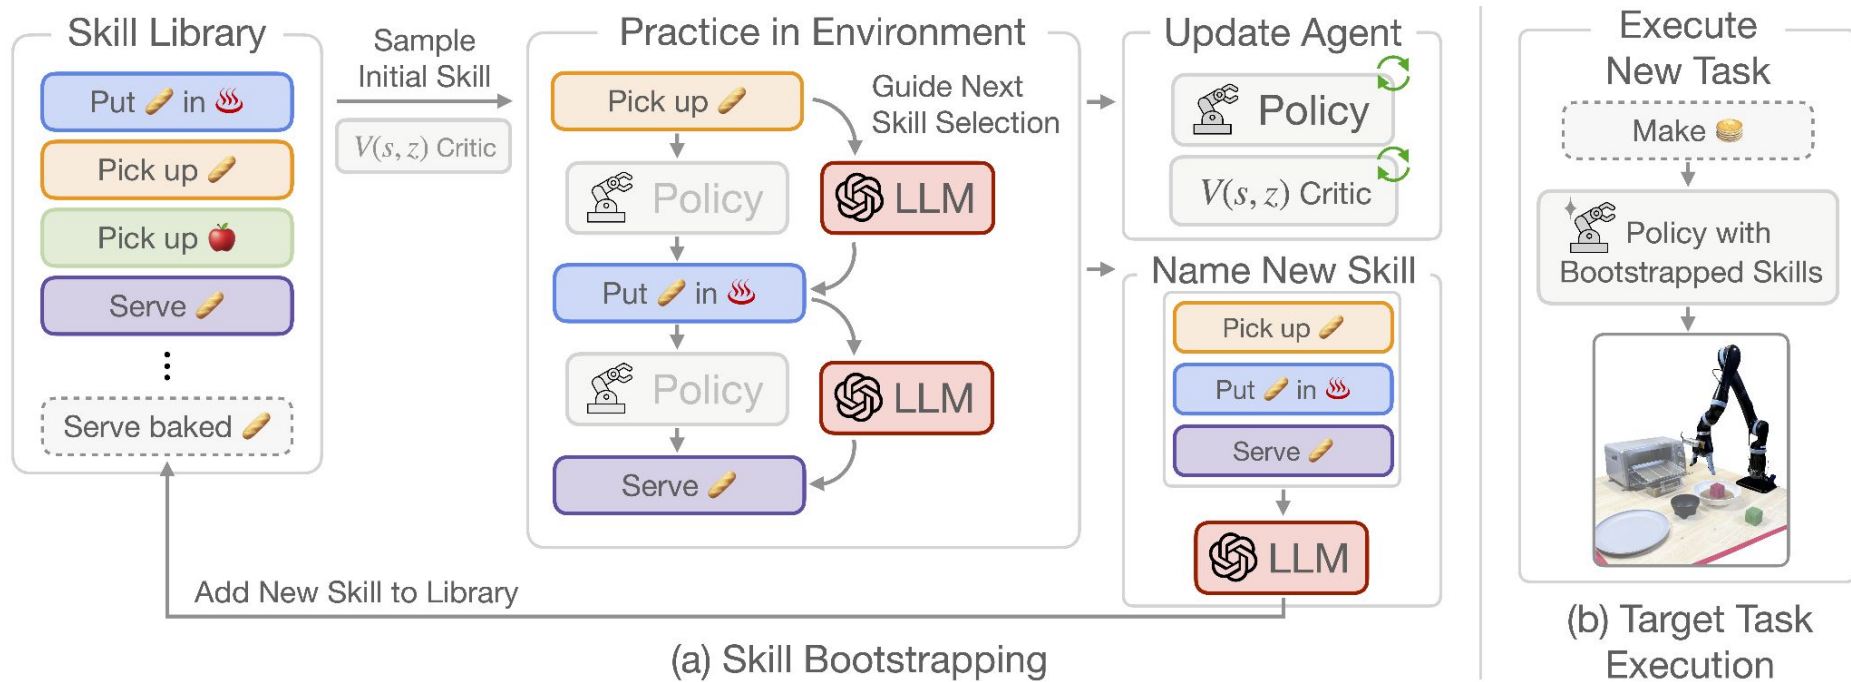 Skill Library
Put 🥖 in ♨️
Pick up 🥖
Pick up 🍎
Serve 🥖
⋮
Serve baked 🥖
Sample
Initial Skill
V(s, z) Critic
Practice in Environment
Pick up 🥖
Guide Next
Skill Selection
Policy
LLM
Put 🥖 in ♨️
Policy
LLM
Serve 🥖
Update Agent
Policy
V(s, z) Critic
Name New Skill
Pick up 🥖
Put 🥖 in ♨️
Serve 🥖
LLM
Add New Skill to Library
(a) Skill Bootstrapping
Execute
New Task
Make 🥞
Policy with
Bootstrapped Skills
(b) Target Task
Execution